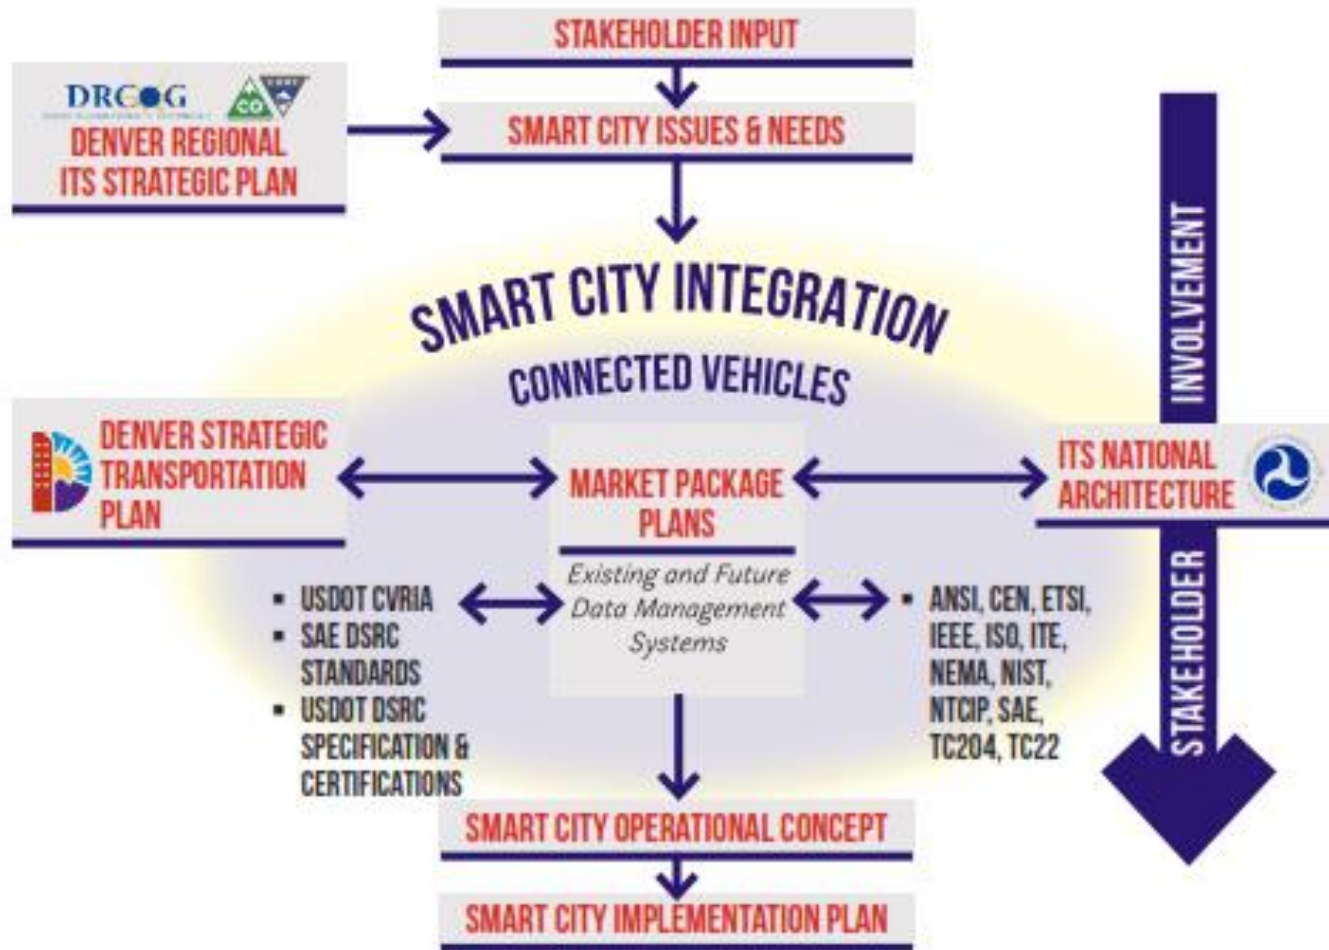 STAKEHOLDER INPUT
DRCOG
CO
DENVER REGIONAL
ITS STRATEGIC PLAN
SMART CITY ISSUES & NEEDS
SMART CITY INTEGRATION
CONNECTED VEHICLES
DENVER STRATEGIC
TRANSPORTATION
PLAN
MARKET PACKAGE
PLANS
Existing and Future
Data Management
Systems
ITS NATIONAL
ARCHITECTURE
▪ USDOT CVRIA
▪ SAE DSRC
STANDARDS
▪ USDOT DSRC
SPECIFICATION &
CERTIFICATIONS
▪ ANSI, CEN, ETSI,
IEEE, ISO, ITE,
NEMA, NIST,
NTCIP, SAE,
TC204, TC22
STAKEHOLDER INVOLVEMENT
SMART CITY OPERATIONAL CONCEPT
SMART CITY IMPLEMENTATION PLAN